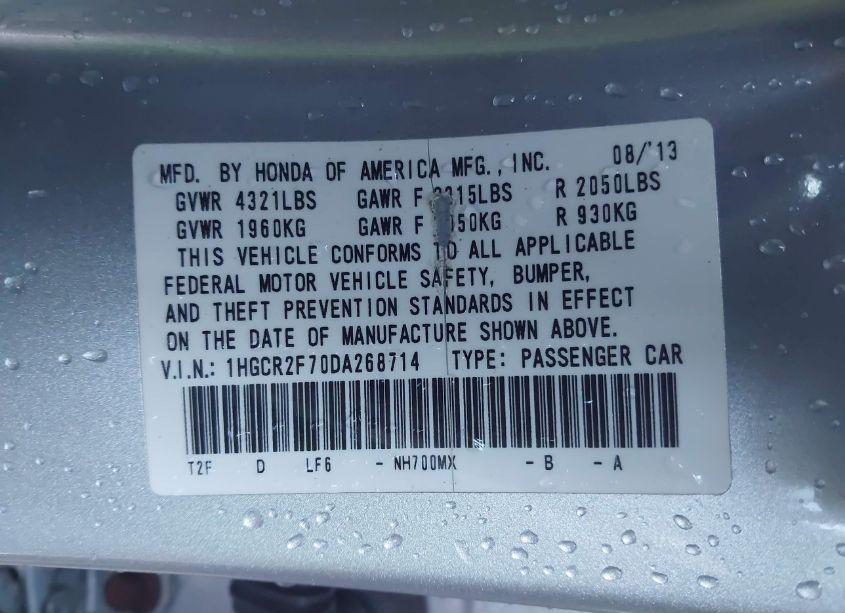 MFD. BY HONDA OF AMERICA MFG., INC. 08/'13
GVWR 4321LBS GAWR F 2315LBS R 2050LBS
GVWR 1960KG GAWR F 1050KG R 930KG
THIS VEHICLE CONFORMS TO ALL APPLICABLE
FEDERAL MOTOR VEHICLE SAFETY, BUMPER,
AND THEFT PREVENTION STANDARDS IN EFFECT
ON THE DATE OF MANUFACTURE SHOWN ABOVE.
V.I.N.: 1HGCR2F70DA268714 TYPE: PASSENGER CAR
T2F D LF6 - NH700MX - B - A